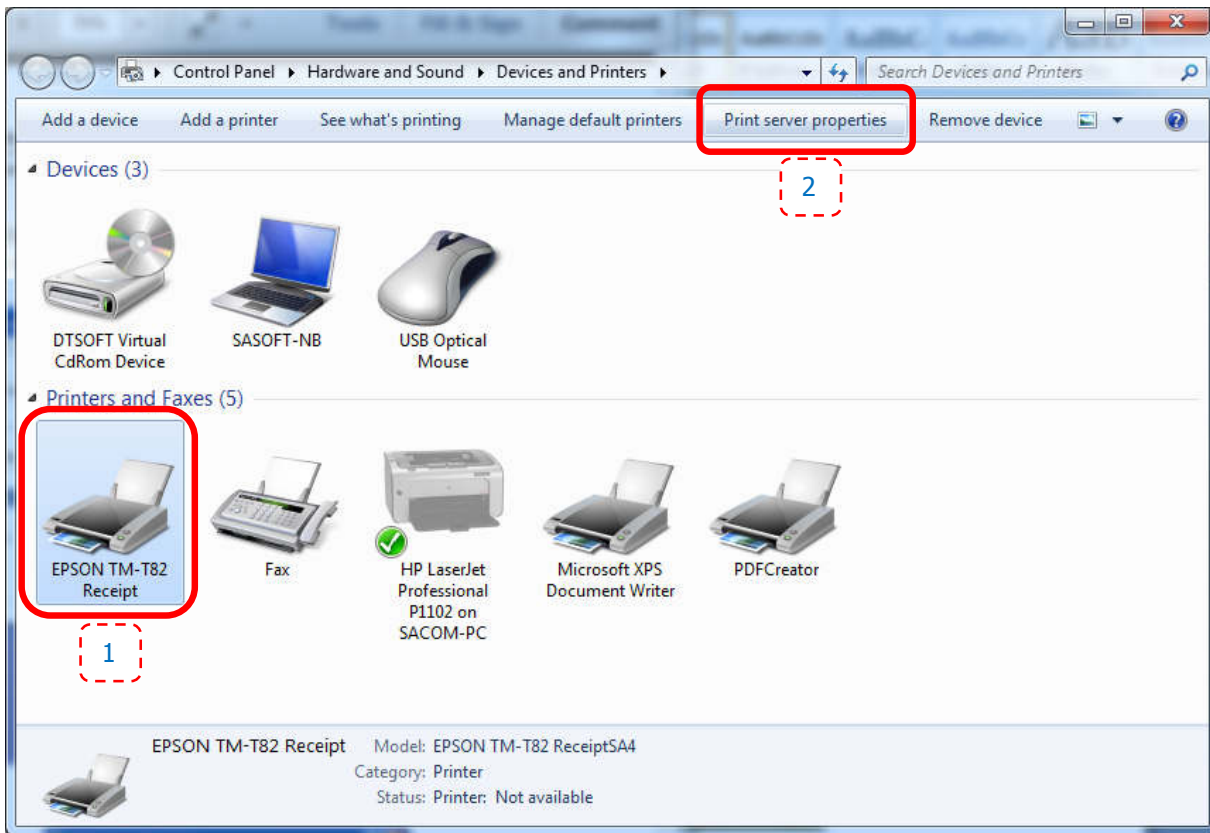 Control Panel Hardware and Sound Devices and Printers
Search Devices and Printers
Add a device Add a printer See what's printing Manage default printers Print server properties Remove device
2
Devices (3)
DTSOFT Virtual
CdRom Device
SASOFT-NB
USB Optical
Mouse
Printers and Faxes (5)
EPSON TM-T82
Receipt
Fax
HP LaserJet
Professional
P1102 on
SACOM-PC
Microsoft XPS
Document Writer
PDFCreator
1
EPSON TM-T82 Receipt Model: EPSON TM-T82 ReceiptSA4
Category: Printer
Status: Printer: Not available